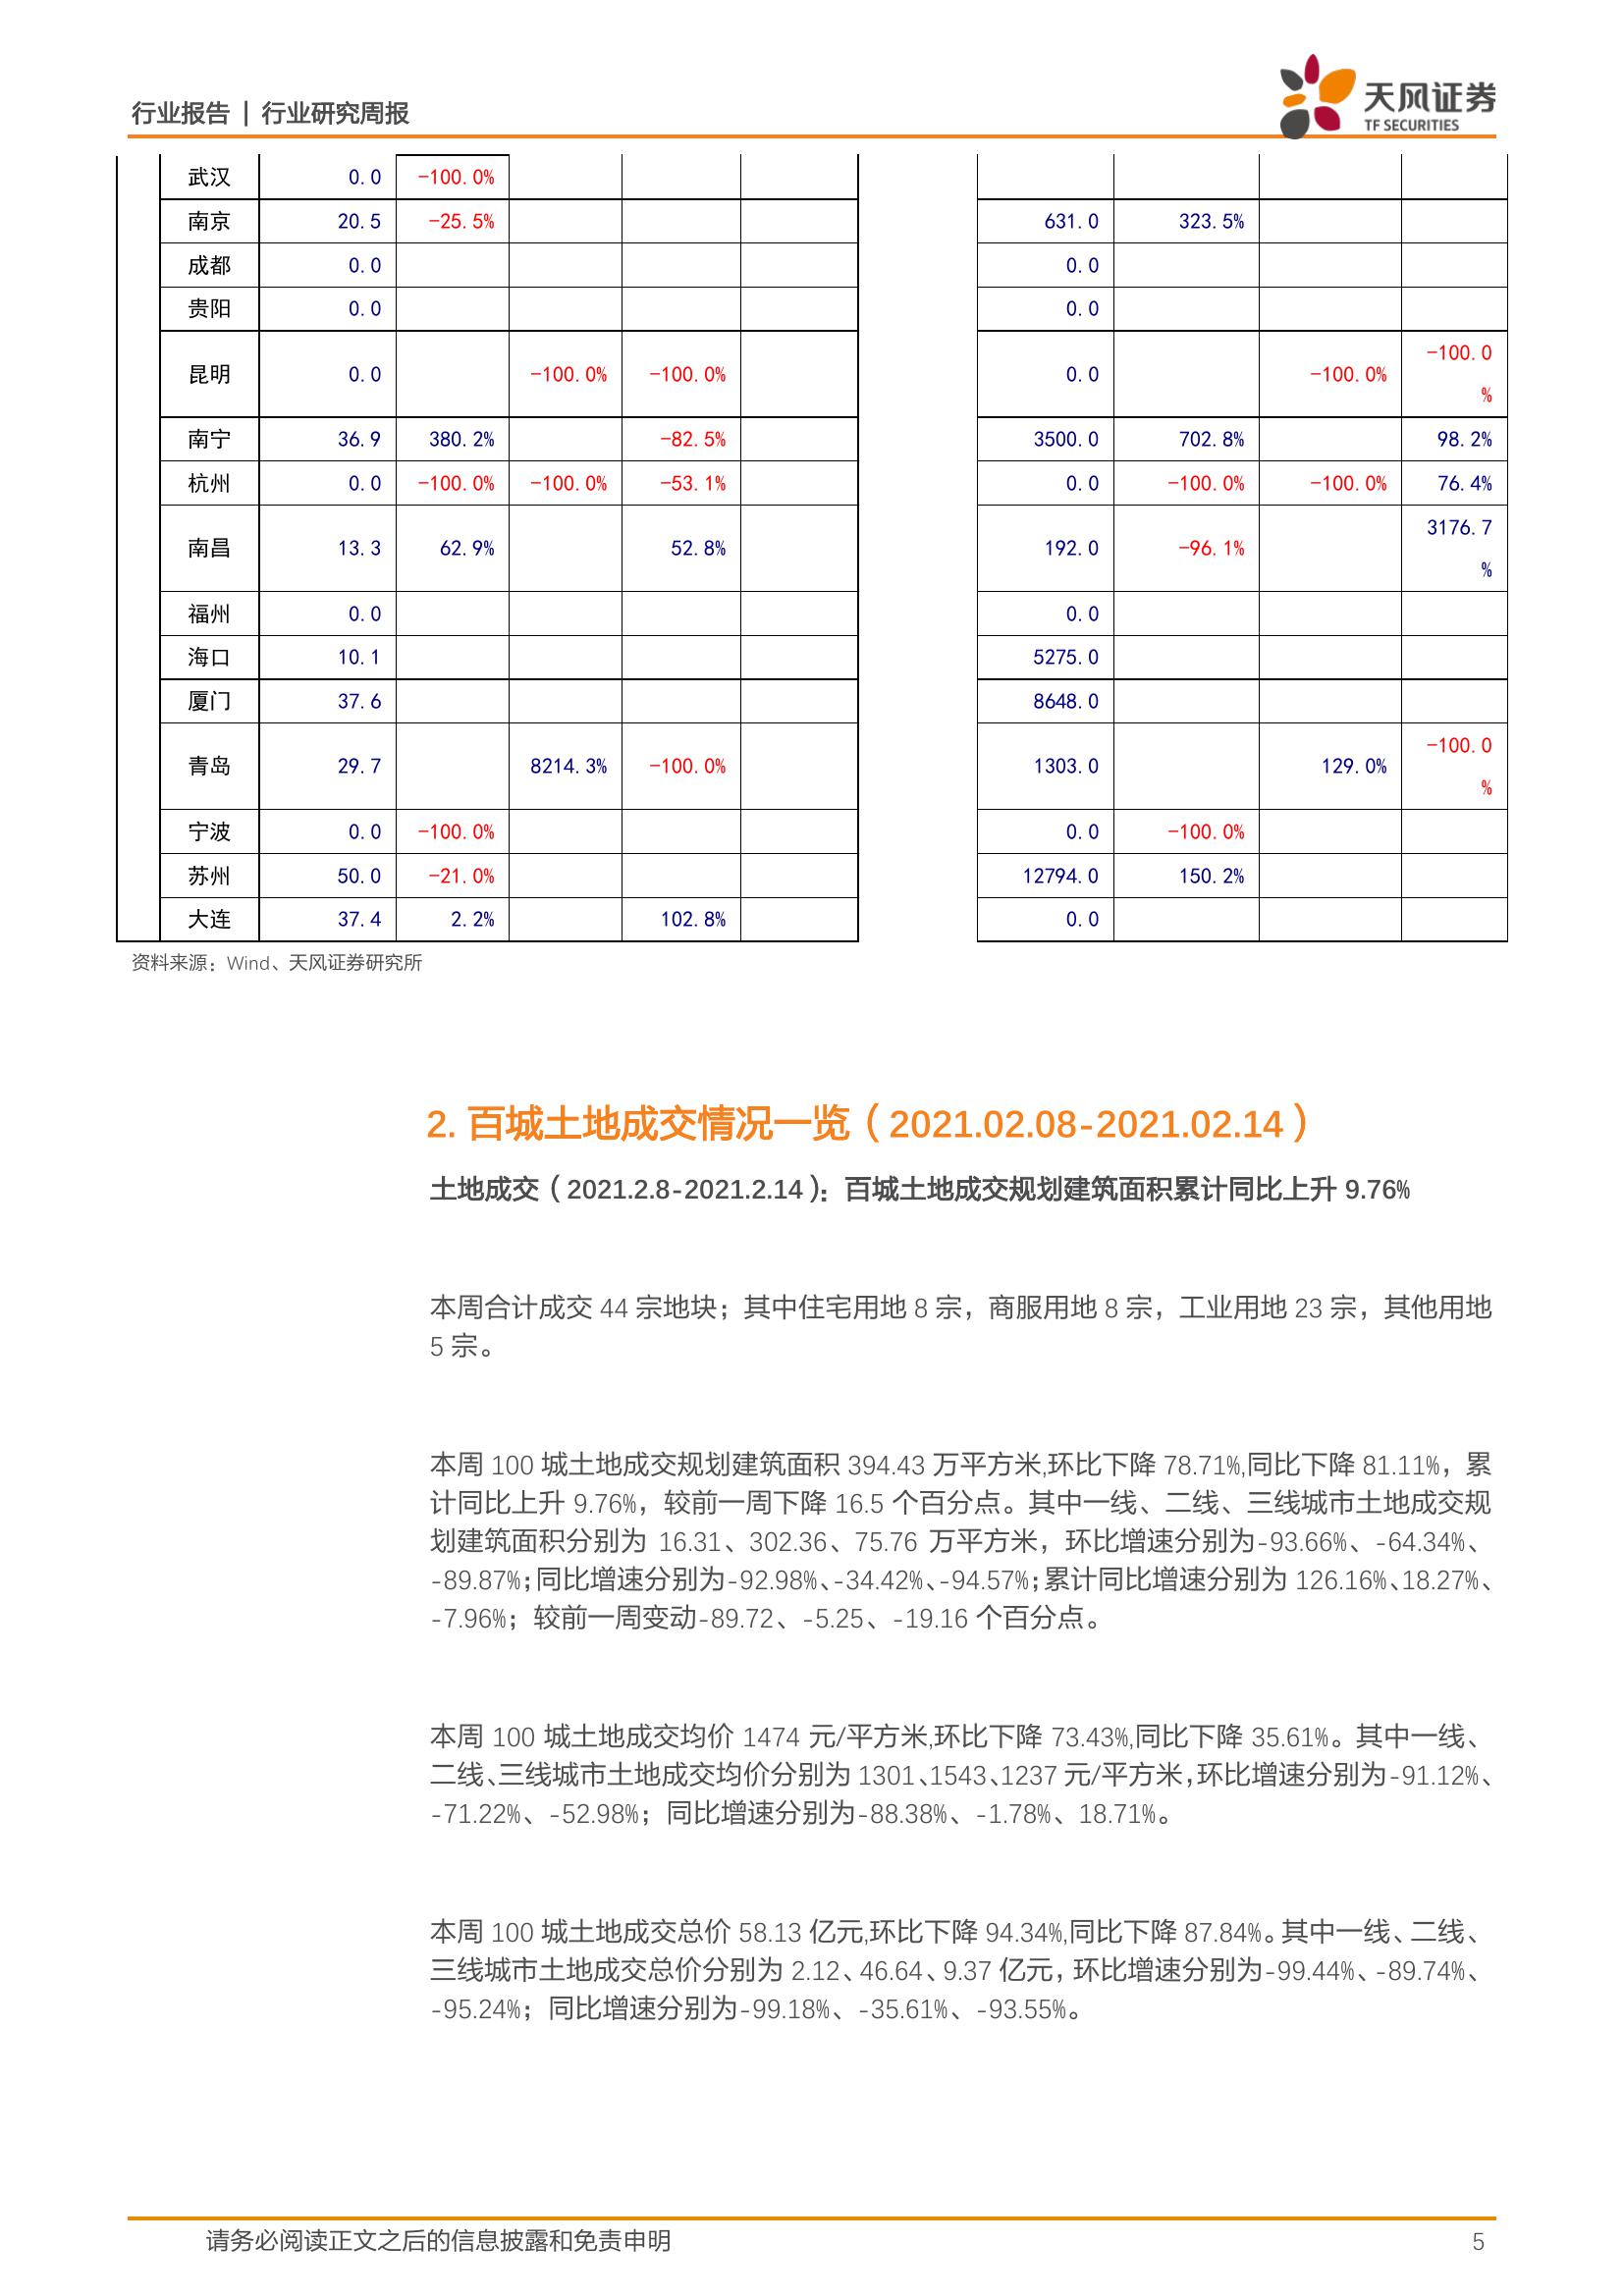 行业报告 | 行业研究周报
天风证券
TF SECURITIES
武汉 0.0 -100.0%
南京 20.5 -25.5% 631.0 323.5%
成都 0.0 0.0
贵阳 0.0 0.0
昆明 0.0 -100.0% -100.0% 0.0 -100.0% -100.0%
南宁 36.9 380.2% -82.5% 3500.0 702.8% 98.2%
杭州 0.0 -100.0% -100.0% -53.1% 0.0 -100.0% -100.0% 76.4%
南昌 13.3 62.9% 52.8% 192.0 -96.1% 3176.7%
福州 0.0 0.0
海口 10.1 5275.0
厦门 37.6 8648.0
青岛 29.7 8214.3% -100.0% 1303.0 129.0% -100.0%
宁波 0.0 -100.0% 0.0 -100.0%
苏州 50.0 -21.0% 12794.0 150.2%
大连 37.4 2.2% 102.8% 0.0
资料来源：Wind、天风证券研究所
2. 百城土地成交情况一览（2021.02.08-2021.02.14）
土地成交（2021.2.8-2021.2.14）：百城土地成交规划建筑面积累计同比上升 9.76%
本周合计成交 44 宗地块；其中住宅用地 8 宗，商服用地 8 宗，工业用地 23 宗，其他用地
5 宗。
本周 100 城土地成交规划建筑面积 394.43 万平方米,环比下降 78.71%,同比下降 81.11%，累
计同比上升 9.76%，较前一周下降 16.5 个百分点。其中一线、二线、三线城市土地成交规
划建筑面积分别为 16.31、302.36、75.76 万平方米，环比增速分别为-93.66%、-64.34%、
-89.87%；同比增速分别为-92.98%、-34.42%、-94.57%；累计同比增速分别为 126.16%、18.27%、
-7.96%；较前一周变动-89.72、-5.25、-19.16 个百分点。
本周 100 城土地成交均价 1474 元/平方米,环比下降 73.43%,同比下降 35.61%。其中一线、
二线、三线城市土地成交均价分别为 1301、1543、1237 元/平方米，环比增速分别为-91.12%、
-71.22%、-52.98%；同比增速分别为-88.38%、-1.78%、18.71%。
本周 100 城土地成交总价 58.13 亿元,环比下降 94.34%,同比下降 87.84%。其中一线、二线、
三线城市土地成交总价分别为 2.12、46.64、9.37 亿元，环比增速分别为-99.44%、-89.74%、
-95.24%；同比增速分别为-99.18%、-35.61%、-93.55%。
请务必阅读正文之后的信息披露和免责申明 5